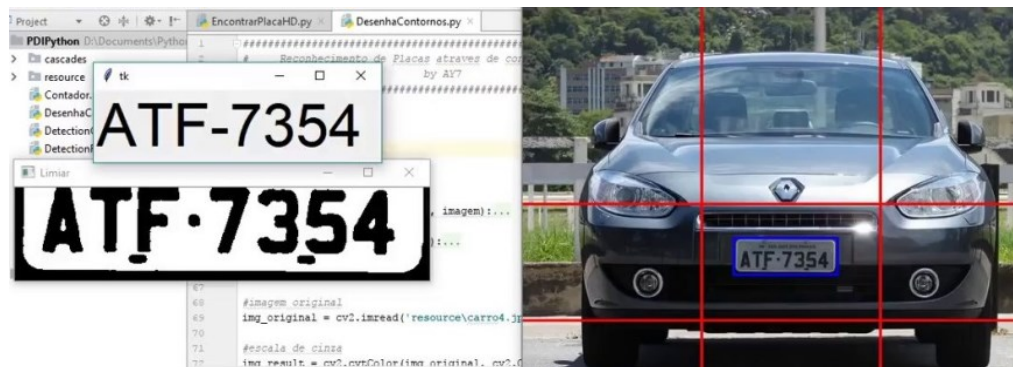 Project
EncontrarPlacaHD.py
DesenhaContornos.py
PDIPython D:\Documents\Pytho
cascades
resource
Contador.
DesenhaC
Detection
Detection
1
Reconhecimento de Placas atraves de co
by AY7
tk
ATF-7354
Limiar
ATF·7354
, imagem):...
):...
67
68 #imagem original
69 img_original = cv2.imread('resource\carro4.jp
70
71 #escala de cinza
72 img_result = cv2.cvtColor(img_original, cv2.
ATF·7354